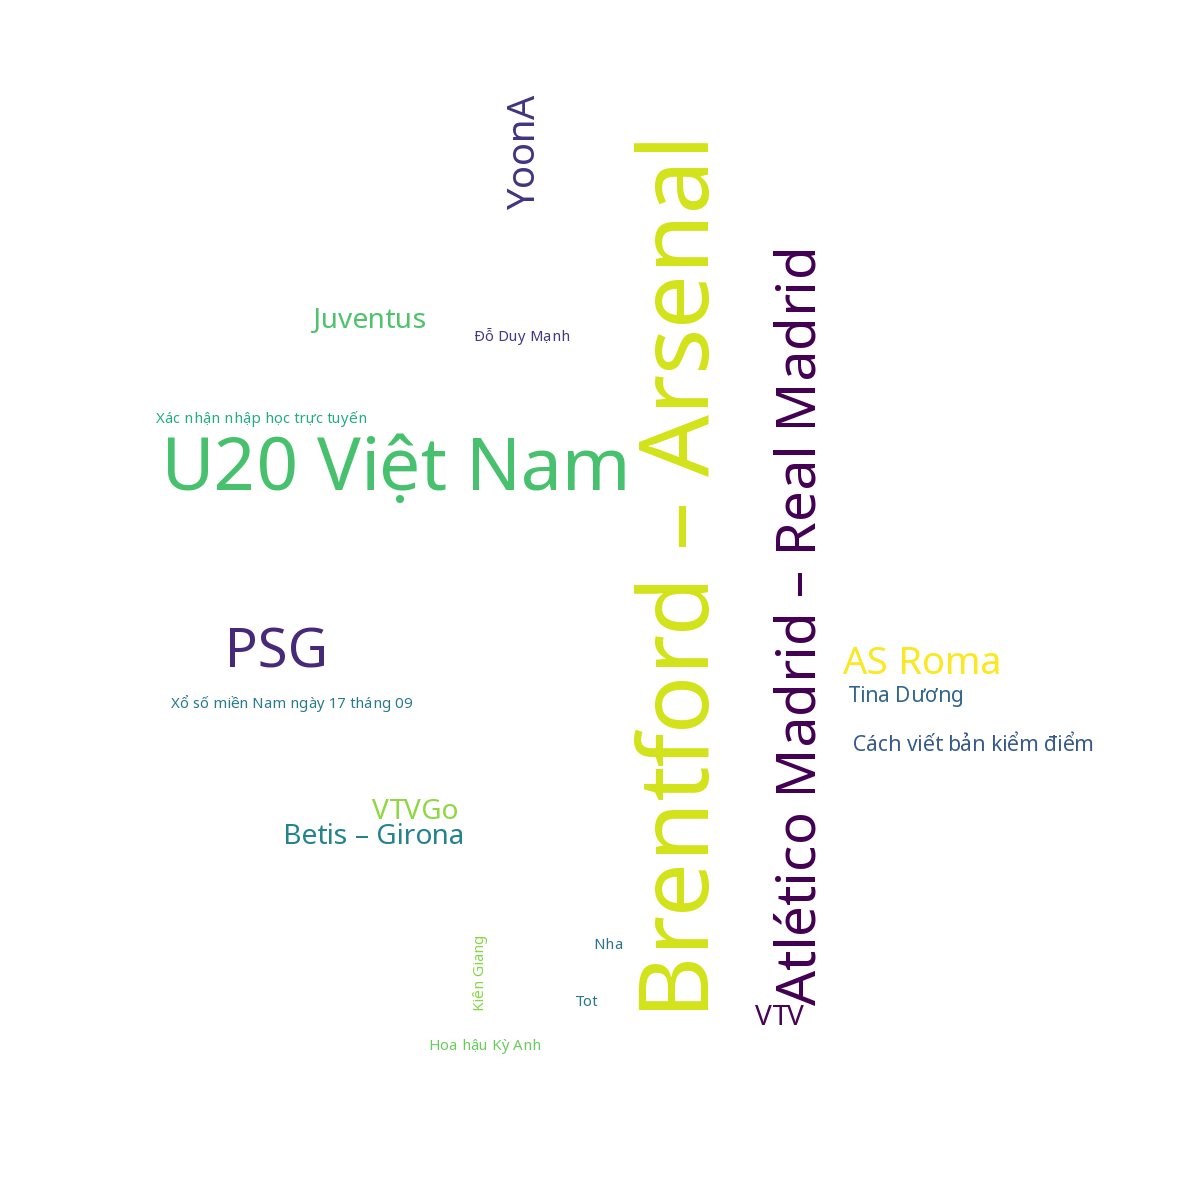 YoonA
Brentford – Arsenal
Atlético Madrid – Real Madrid
Juventus
Đỗ Duy Mạnh
Xác nhận nhập học trực tuyến
U20 Việt Nam
PSG
AS Roma
Tina Dương
Xổ số miền Nam ngày 17 tháng 09
Cách viết bản kiểm điểm
VTVGo
Betis – Girona
Kiên Giang
Nha
Tot
VTV
Hoa hậu Kỳ Anh